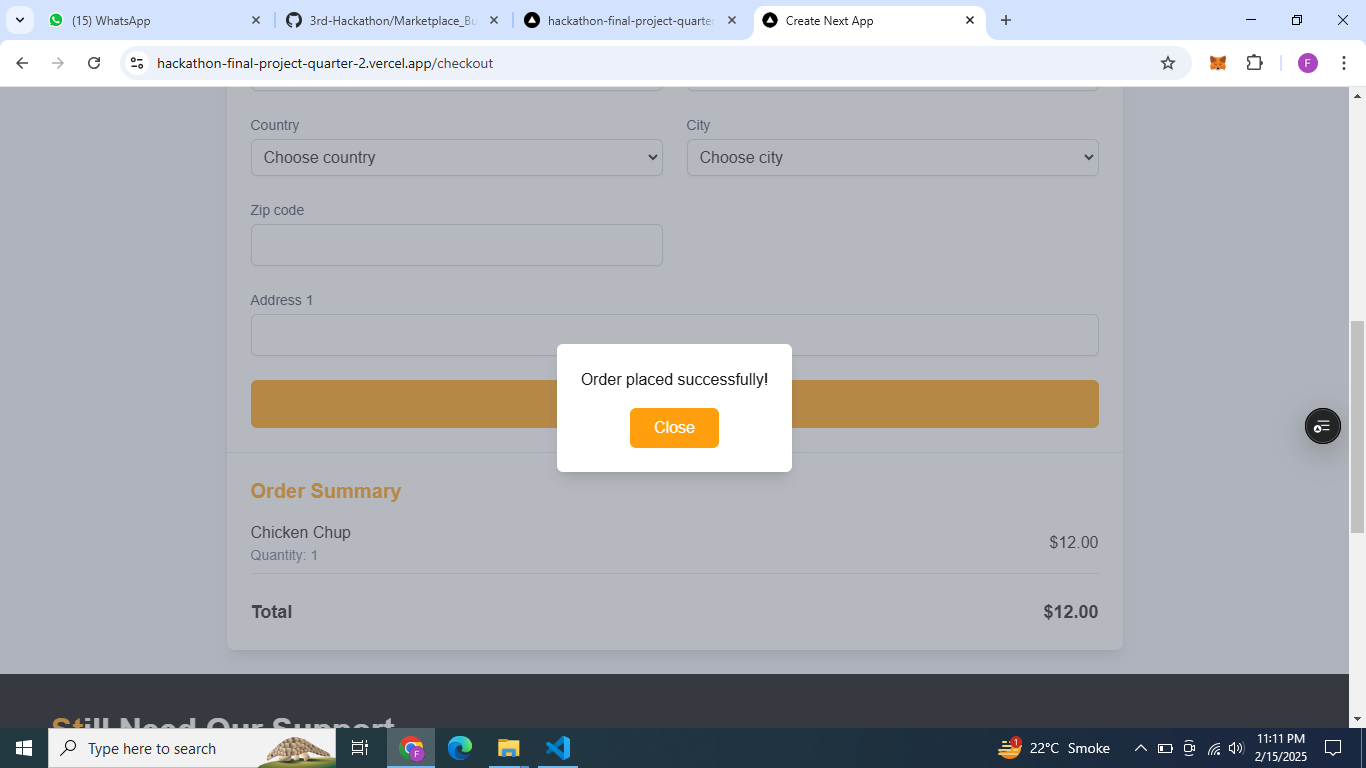 (15) WhatsApp
3rd-Hackathon/Marketplace_Bu
hackathon-final-project-quarter
Create Next App
hackathon-final-project-quarter-2.vercel.app/checkout
F
Country
City
Choose country
Choose city
Zip code
Address 1
Order placed successfully!
Close
Order Summary
Chicken Chup
Quantity: 1
$12.00
Total
$12.00
Still Need Our Support
Type here to search
F
1
22°C Smoke
11:11 PM
2/15/2025